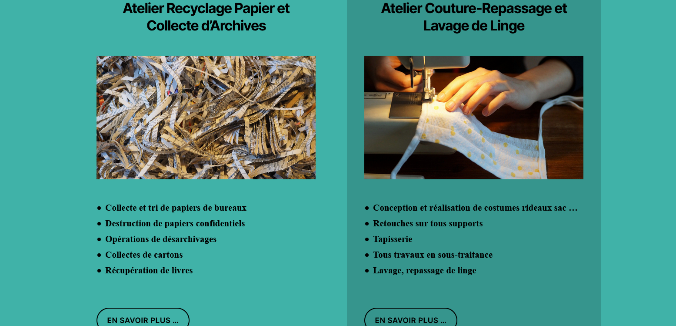 Atelier Recyclage Papier et
Collecte d'Archives
Collecte et tri de papiers de bureaux
Destruction de papiers confidentiels
Opérations de désarchivages
Collectes de cartons
Récupération de livres
EN SAVOIR PLUS ...
Atelier Couture-Repassage et
Lavage de Linge
Conception et réalisation de costumes rideaux sac ...
Retouches sur tous supports
Tapisserie
Tous travaux en sous-traitance
Lavage, repassage de linge
EN SAVOIR PLUS ...